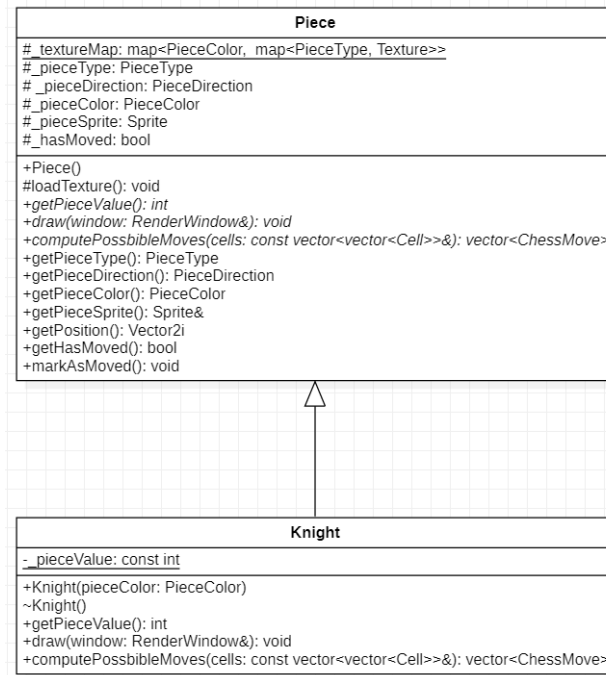 Piece
#_textureMap: map<PieceColor,  map<PieceType, Texture>>
#_pieceType: PieceType
# _pieceDirection: PieceDirection
#_pieceColor: PieceColor
#_pieceSprite: Sprite
#_hasMoved: bool
+Piece()
#loadTexture(): void
+getPieceValue(): int
+draw(window: RenderWindow&): void
+computePossbibleMoves(cells: const vector<vector<Cell>>&): vector<ChessMove>
+getPieceType(): PieceType
+getPieceDirection(): PieceDirection
+getPieceColor(): PieceColor
+getPieceSprite(): Sprite&
+getPosition(): Vector2i
+getHasMoved(): bool
+markAsMoved(): void
Knight
-_pieceValue: const int
+Knight(pieceColor: PieceColor)
~Knight()
+getPieceValue(): int
+draw(window: RenderWindow&): void
+computePossbibleMoves(cells: const vector<vector<Cell>>&): vector<ChessMove>